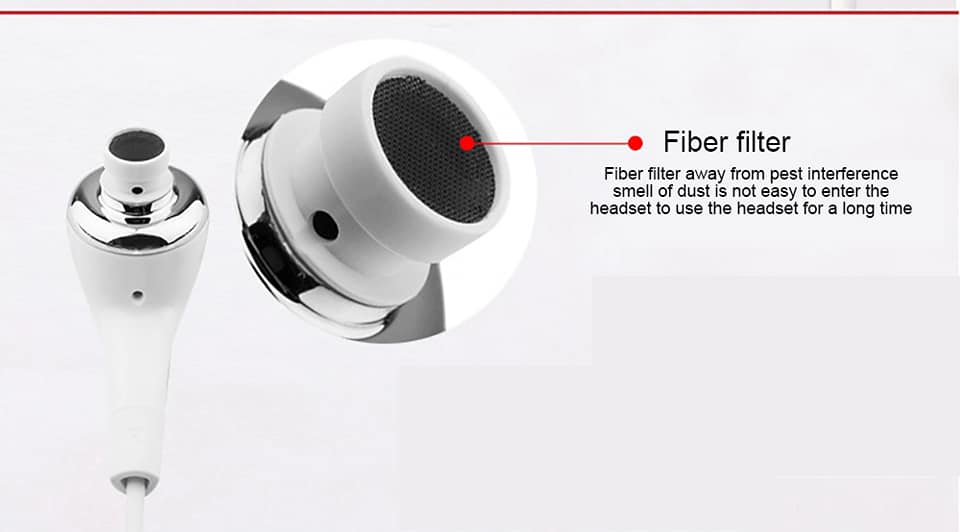 Fiber filter
Fiber filter away from pest interference
smell of dust is not easy to enter the
headset to use the headset for a long time